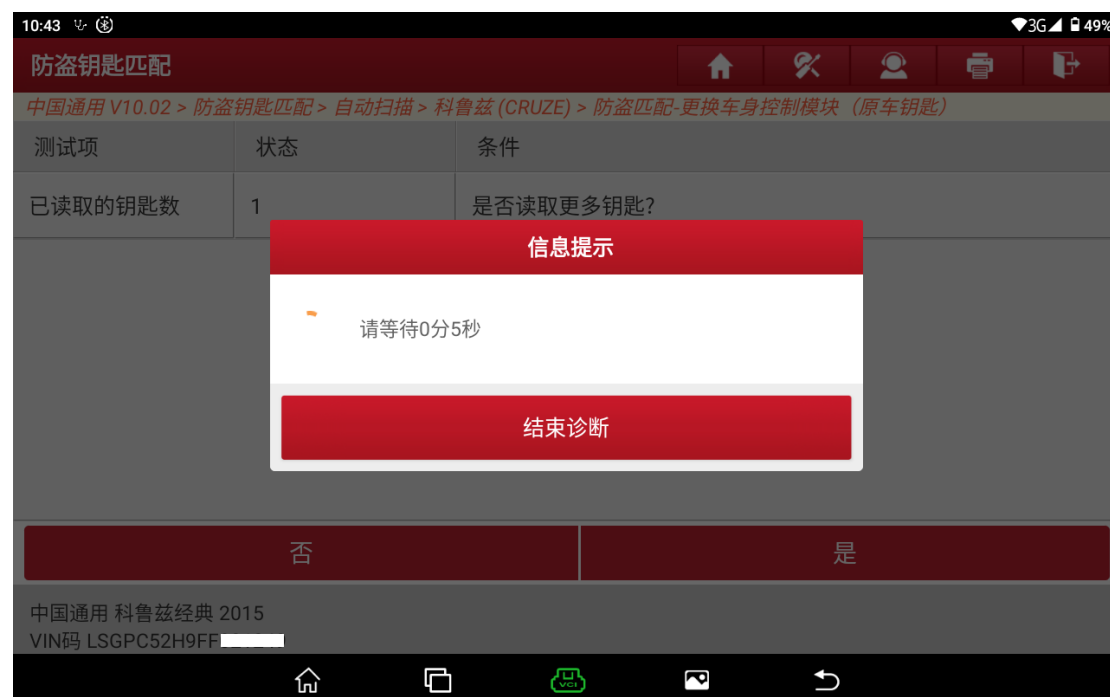 10:43 3G 49%
防盗钥匙匹配
中国通用 V10.02 > 防盗钥匙匹配 > 自动扫描 > 科鲁兹 (CRUZE) > 防盗匹配-更换车身控制模块（原车钥匙）
测试项 状态 条件
已读取的钥匙数 1 是否读取更多钥匙?
信息提示
请等待0分5秒
结束诊断
否 是
中国通用 科鲁兹经典 2015
VIN码 LSGPC52H9FF
VCI